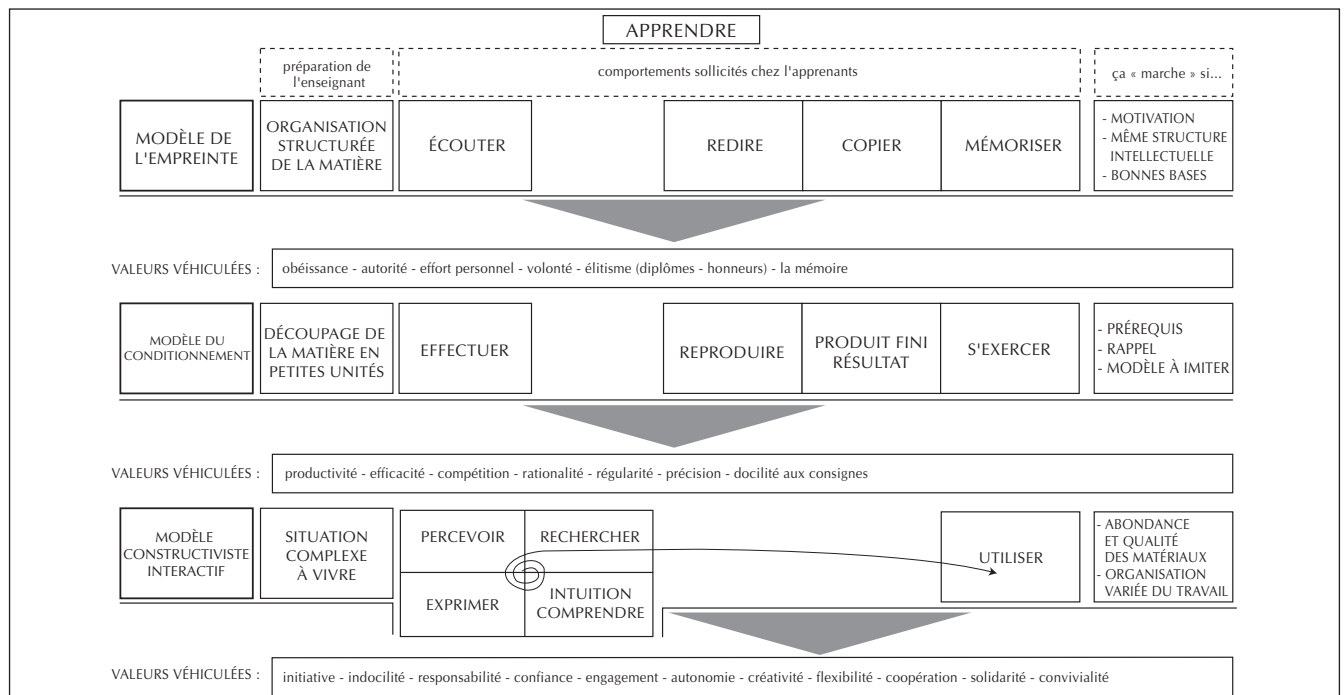 APPRENDRE
préparation de
l'enseignant
comportements sollicités chez l'apprenants
ça « marche » si...
MODÈLE DE
L'EMPREINTE
ORGANISATION
STRUCTURÉE
DE LA MATIÈRE
ÉCOUTER
REDIRE
COPIER
MÉMORISER
- MOTIVATION
- MÊME STRUCTURE
INTELLECTUELLE
- BONNES BASES
VALEURS VÉHICULÉES :
obéissance - autorité - effort personnel - volonté - élitisme (diplômes - honneurs) - la mémoire
MODÈLE DU
CONDITIONNEMENT
DÉCOUPAGE DE
LA MATIÈRE EN
PETITES UNITÉS
EFFECTUER
REPRODUIRE
PRODUIT FINI
RÉSULTAT
S'EXERCER
- PRÉREQUIS
- RAPPEL
- MODÈLE À IMITER
VALEURS VÉHICULÉES :
productivité - efficacité - compétition - rationalité - régularité - précision - docilité aux consignes
MODÈLE
CONSTRUCTIVISTE
INTERACTIF
SITUATION
COMPLEXE
À VIVRE
PERCEVOIR
RECHERCHER
EXPRIMER
INTUITION
COMPRENDRE
UTILISER
- ABONDANCE
ET QUALITÉ
DES MATÉRIAUX
- ORGANISATION
VARIÉE DU TRAVAIL
VALEURS VÉHICULÉES :
initiative - indocilité - responsabilité - confiance - engagement - autonomie - créativité - flexibilité - coopération - solidarité - convivialité